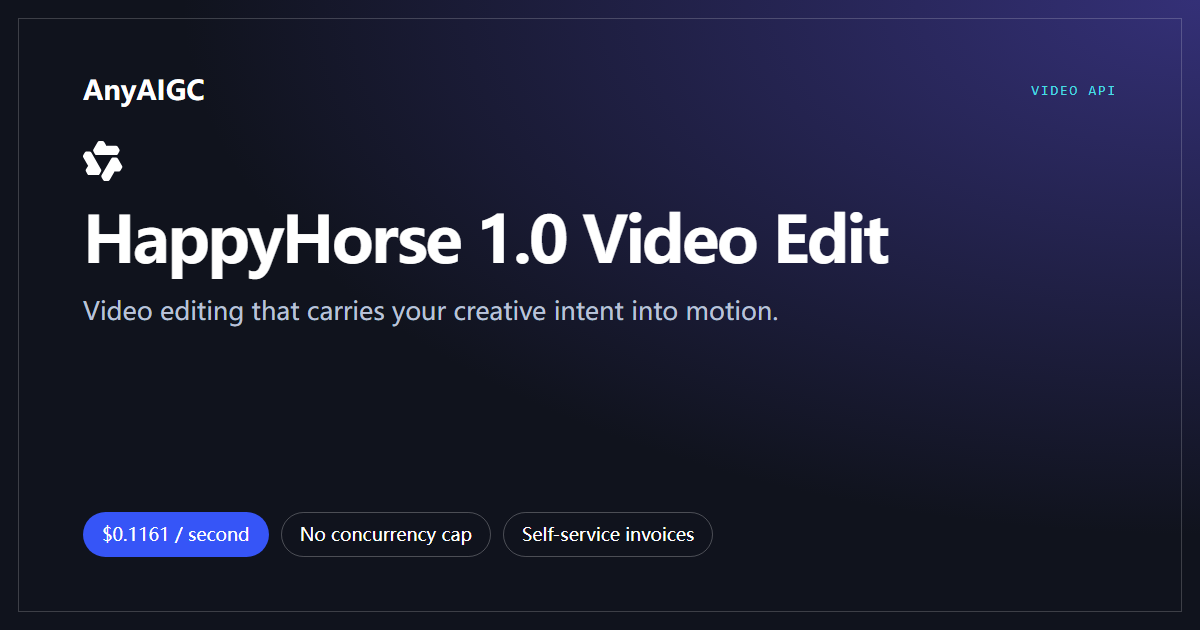 AnyAIGC
VIDEO API
HappyHorse 1.0 Video Edit
Video editing that carries your creative intent into motion.
$0.1161 / second
No concurrency cap
Self-service invoices